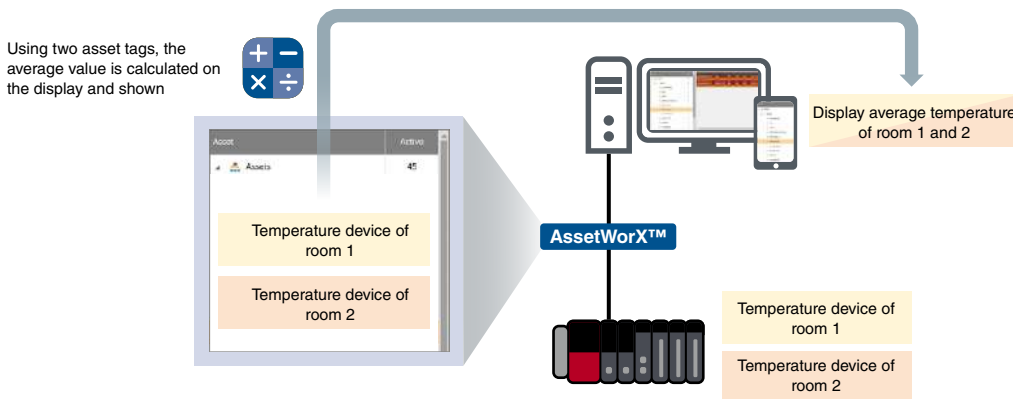 Using two asset tags, the
average value is calculated on
the display and shown
Display average temperature
of room 1 and 2
Asset
Active
Assets
45
Temperature device of
room 1
Temperature device of
room 2
AssetWorX™
Temperature device of
room 1
Temperature device of
room 2